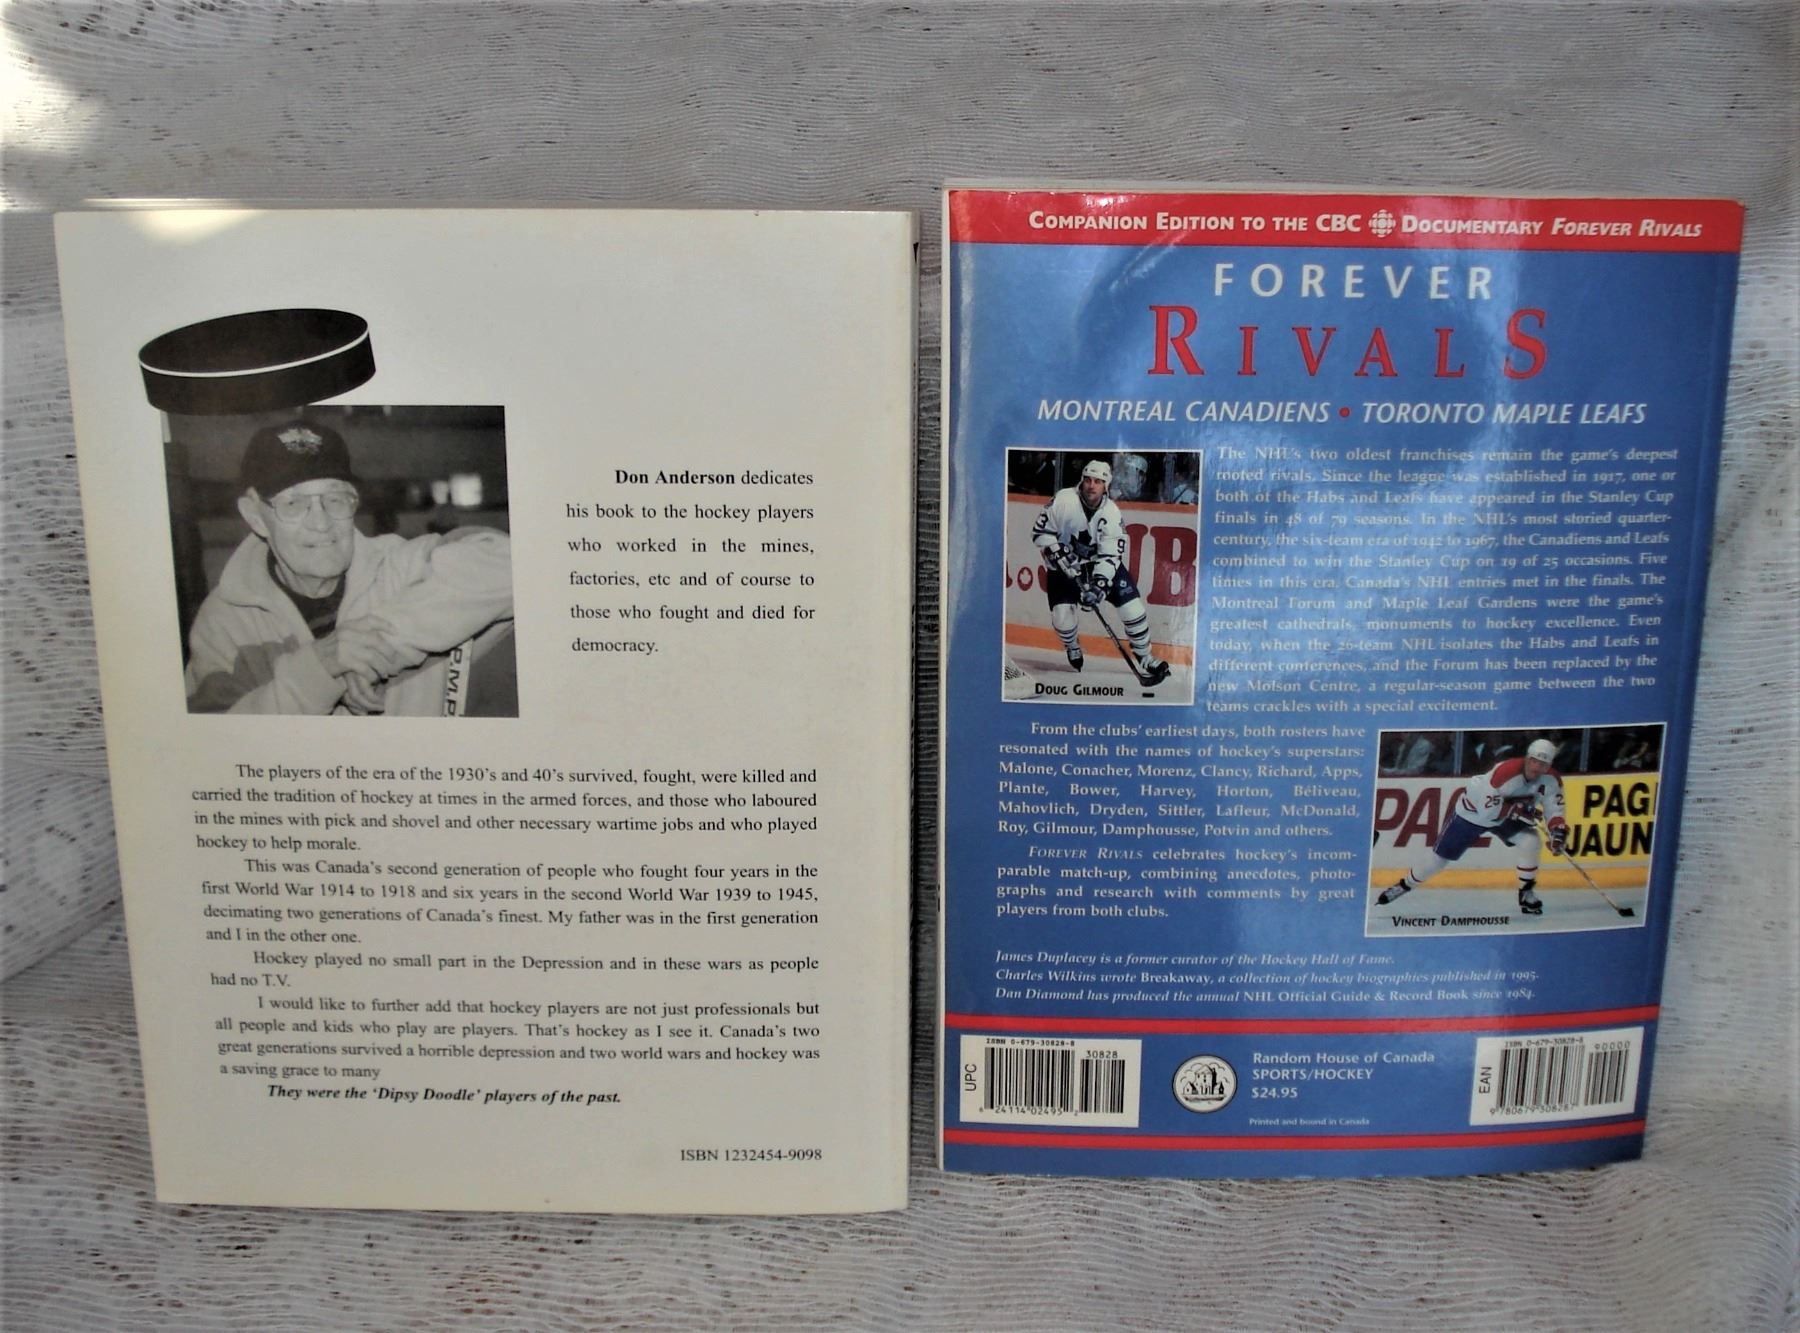 Don Anderson dedicates
his book to the hockey players
who worked in the mines,
factories, etc and of course to
those who fought and died for
democracy.
P.M.P.
The players of the era of the 1930's and 40's survived, fought, were killed and
carried the tradition of hockey at times in the armed forces, and those who laboured
in the mines with pick and shovel and other necessary wartime jobs and who played
hockey to help morale.
This was Canada's second generation of people who fought four years in the
first World War 1914 to 1918 and six years in the second World War 1939 to 1945,
decimating two generations of Canada's finest. My father was in the first generation
and I in the other one.
Hockey played no small part in the Depression and in these wars as people
had no T.V.
I would like to further add that hockey players are not just professionals but
all people and kids who play are players. That's hockey as I see it. Canada's two
great generations survived a horrible depression and two world wars and hockey was
a saving grace to many
They were the 'Dipsy Doodle' players of the past.
ISBN 1232454-9098
COMPANION EDITION TO THE CBC DOCUMENTARY FOREVER RIVALS
FOREVER
RIVALS
MONTREAL CANADIENS • TORONTO MAPLE LEAFS
The NHL's two oldest franchises remain the game's deepest
rooted rivals. Since the league was established in 1917, one or
both of the Habs and Leafs have appeared in the Stanley Cup
finals in 48 of 79 seasons. In the NHL's most storied quarter-
century, the six-team era of 1942 to 1967, the Canadiens and Leafs
combined to win the Stanley Cup on 19 of 25 occasions. Five
times in this era, Canada's NHL entries met in the finals. The
Montreal Forum and Maple Leaf Gardens were the game's
greatest cathedrals, monuments to hockey excellence. Even
today, when the 26-team NHL isolates the Habs and Leafs in
different conferences, and the Forum has been replaced by the
new Molson Centre, a regular-season game between the two
teams crackles with a special excitement.
DOUG GILMOUR
From the clubs' earliest days, both rosters have
resonated with the names of hockey's superstars:
Malone, Conacher, Morenz, Clancy, Richard, Apps,
Plante, Bower, Harvey, Horton, Béliveau,
Mahovlich, Dryden, Sittler, Lafleur, McDonald,
Roy, Gilmour, Damphousse, Potvin and others.
FOREVER RIVALS celebrates hockey's incom-
parable match-up, combining anecdotes, photo-
graphs and research with comments by great
players from both clubs.
PAG
JAUN
25
VINCENT DAMPHOUSSE
James Duplacey is a former curator of the Hockey Hall of Fame.
Charles Wilkins wrote Breakaway, a collection of hockey biographies published in 1995.
Dan Diamond has produced the annual NHL Official Guide & Record Book since 1984.
UPC
ISBN 0-679-30828-8
30828
6 24114 02495 2
Random House of Canada
SPORTS/HOCKEY
$24.95
Printed and bound in Canada
EAN
ISBN 0-679-30828-8
90000
9 780679 308287